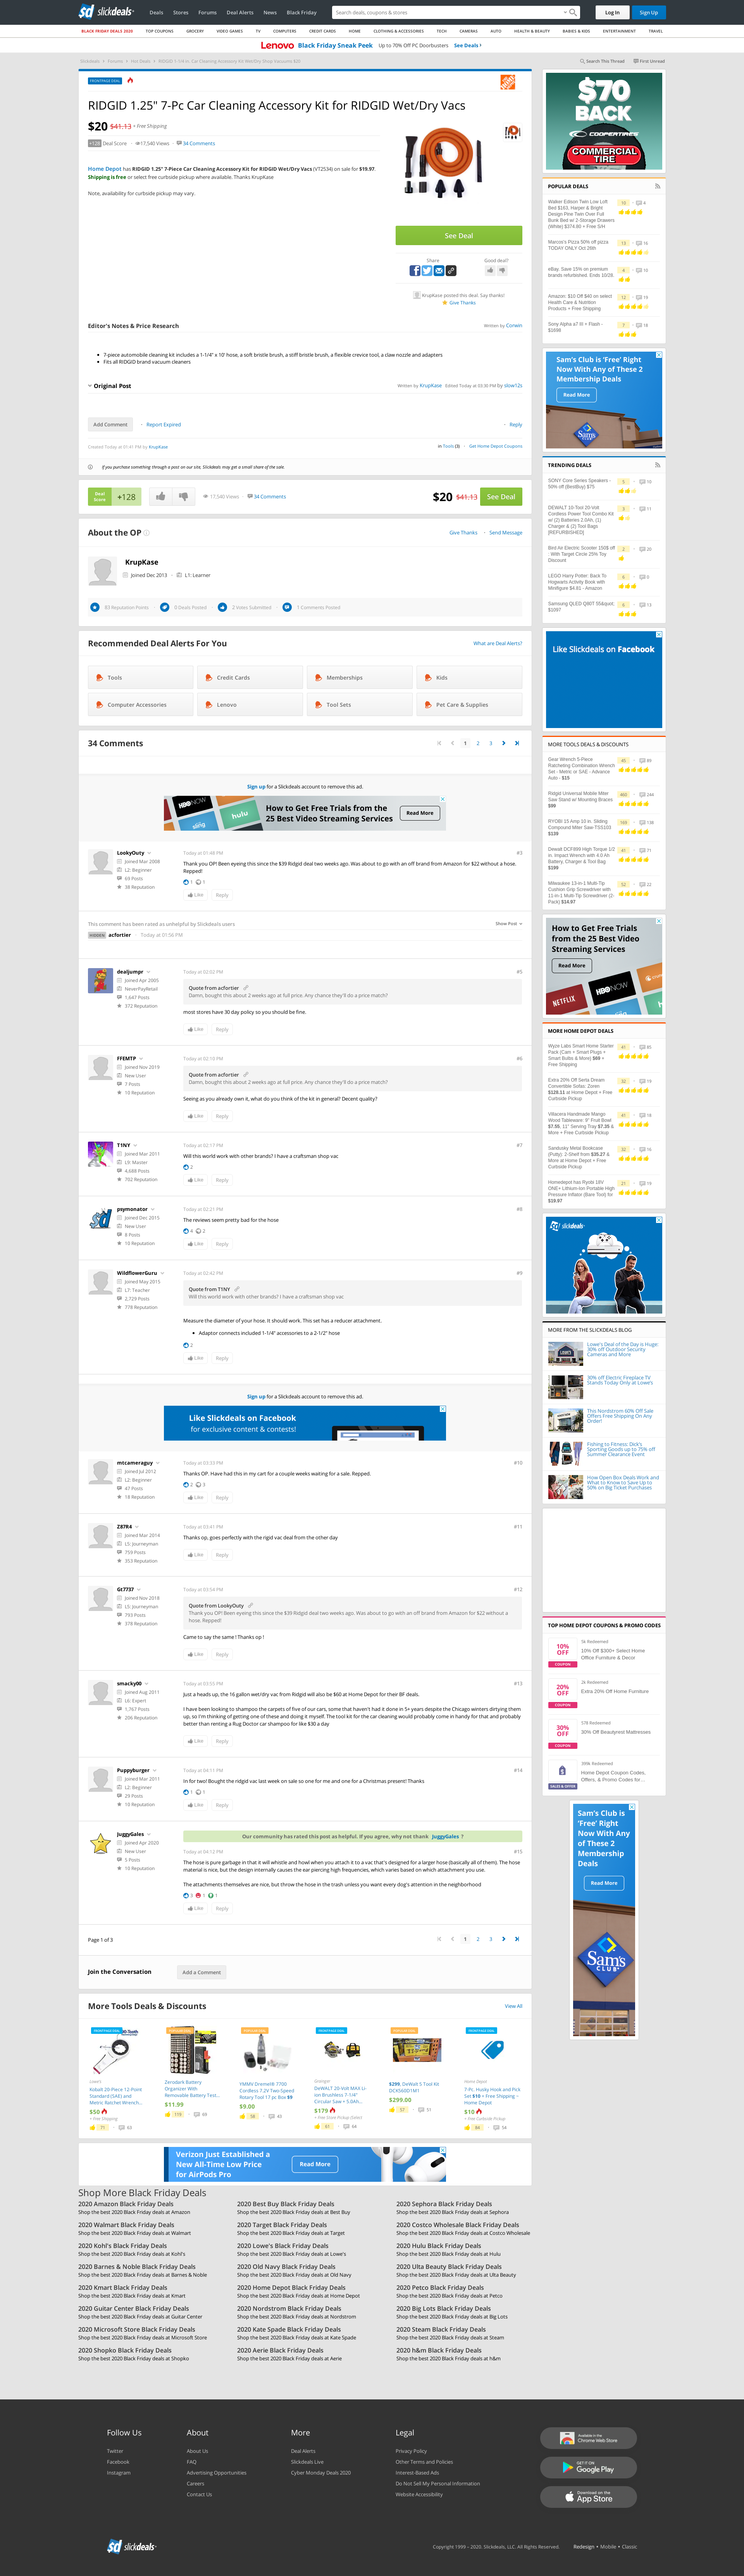 slickdeals
Deals Stores Forums Deal Alerts News Black Friday
Search deals, coupons & stores
Log In
Sign Up
BLACK FRIDAY DEALS 2020 TOP COUPONS GROCERY VIDEO GAMES TV COMPUTERS CREDIT CARDS HOME CLOTHING & ACCESSORIES TECH CAMERAS AUTO HEALTH & BEAUTY BABIES & KIDS ENTERTAINMENT TRAVEL
Lenovo Black Friday Sneak Peek Up to 70% Off PC Doorbusters See Deals
Search This Thread First Unread
FRONTPAGE DEAL
RIDGID 1.25" 7-Pc Car Cleaning Accessory Kit for RIDGID Wet/Dry Vacs
$20 $41.13 + Free Shipping
+128 Deal Score 17,540 Views 34 Comments
Home Depot has RIDGID 1.25" 7-Piece Car Cleaning Accessory Kit for RIDGID Wet/Dry Vacs (VT2534) on sale for $19.97.
Shipping is free or select free curbside pickup where available. Thanks KrupKase
Note, availability for curbside pickup may vary.
See Deal
Share
Good deal?
KrupKase posted this deal. Say thanks!
Give Thanks
Editor's Notes & Price Research
Written by Corwin
7-piece automobile cleaning kit includes a 1-1/4" x 10' hose, a soft bristle brush, a stiff bristle brush, a flexible crevice tool, a claw nozzle and adapters
Fits all RIDGID brand vacuum cleaners
Original Post
Written by KrupKase Edited Today at 03:30 PM by slow12s
Add Comment Report Expired
Reply
Created Today at 01:41 PM by KrupKase
in Tools (3) Get Home Depot Coupons
If you purchase something through a post on our site, Slickdeals may get a small share of the sale.
Deal Score +128
17,540 Views 34 Comments
$20 $41.13 See Deal
About the OP
Give Thanks Send Message
KrupKase
Joined Dec 2013 L1: Learner
83 Reputation Points 0 Deals Posted 2 Votes Submitted 1 Comments Posted
Recommended Deal Alerts For You
What are Deal Alerts?
Tools Credit Cards Memberships Kids
Computer Accessories Lenovo Tool Sets Pet Care & Supplies
34 Comments
1 2 3
Sign up for a Slickdeals account to remove this ad.
HBO NOW sling hulu
How to Get Free Trials from the
25 Best Video Streaming Services
Read More
LookyOuty
Joined Mar 2008
L2: Beginner
69 Posts
38 Reputation
Today at 01:48 PM #3
Thank you OP! Been eyeing this since the $39 Ridgid deal two weeks ago. Was about to go with an off brand from Amazon for $22 without a hose.
Repped!
1 1
Like Reply
This comment has been rated as unhelpful by Slickdeals users
Show Post
HIDDEN acfortier Today at 01:56 PM
dealjumpr
Joined Apr 2005
NeverPayRetail
1,647 Posts
372 Reputation
Today at 02:02 PM #5
Quote from acfortier
Damn, bought this about 2 weeks ago at full price. Any chance they'll do a price match?
most stores have 30 day policy so you should be fine.
Like Reply
FFEMTP
Joined Nov 2019
New User
7 Posts
10 Reputation
Today at 02:10 PM #6
Quote from acfortier
Damn, bought this about 2 weeks ago at full price. Any chance they'll do a price match?
Seeing as you already own it, what do you think of the kit in general? Decent quality?
Like Reply
T1NY
Joined Mar 2011
L9: Master
4,688 Posts
702 Reputation
Today at 02:17 PM #7
Will this world work with other brands? I have a craftsman shop vac
2
Like Reply
psymonator
Joined Dec 2015
New User
8 Posts
10 Reputation
Today at 02:21 PM #8
The reviews seem pretty bad for the hose
4 2
Like Reply
WildflowerGuru
Joined May 2015
L7: Teacher
2,729 Posts
778 Reputation
Today at 02:42 PM #9
Quote from T1NY
Will this world work with other brands? I have a craftsman shop vac
Measure the diameter of your hose. It should work. This set has a reducer attachment.
Adaptor connects included 1-1/4" accessories to a 2-1/2" hose
2
Like Reply
Sign up for a Slickdeals account to remove this ad.
Like Slickdeals on Facebook
for exclusive content & contests!
mtcameraguy
Joined Jul 2012
L2: Beginner
47 Posts
18 Reputation
Today at 03:33 PM #10
Thanks OP. Have had this in my cart for a couple weeks waiting for a sale. Repped.
2 3
Like Reply
Z87R4
Joined Mar 2014
L5: Journeyman
759 Posts
353 Reputation
Today at 03:41 PM #11
Thanks op, goes perfectly with the rigid vac deal from the other day
Like Reply
Gt7737
Joined Nov 2018
L5: Journeyman
793 Posts
378 Reputation
Today at 03:54 PM #12
Quote from LookyOuty
Thank you OP! Been eyeing this since the $39 Ridgid deal two weeks ago. Was about to go with an off brand from Amazon for $22 without a
hose. Repped!
Came to say the same ! Thanks op !
Like Reply
smacky00
Joined Aug 2011
L6: Expert
1,767 Posts
206 Reputation
Today at 03:55 PM #13
Just a heads up, the 16 gallon wet/dry vac from Ridgid will also be $60 at Home Depot for their BF deals.
I have been looking to shampoo the carpets of five of our cars, some that haven't had it done in 5+ years despite the Chicago winters dirtying them
up, so I'm thinking of getting one of these and doing it myself. The tool kit for the car cleaning would probably come in handy for that and probably
better than renting a Rug Doctor car shampoo for like $30 a day
Like Reply
Puppyburger
Joined Mar 2011
L2: Beginner
29 Posts
10 Reputation
Today at 04:11 PM #14
In for two! Bought the ridgid vac last week on sale so one for me and one for a Christmas present! Thanks
1 1
Like Reply
JuggyGales
Joined Apr 2020
New User
5 Posts
10 Reputation
Our community has rated this post as helpful. If you agree, why not thank JuggyGales ?
Today at 04:13 PM #15
The hose is pure garbage in that it will whistle and howl when you attach it to a vac that's designed for a larger hose (basically all of them). The hose
material is nice, but the design internally causes the ear piercing high frequencies, which varies based on which attachment you use.
The attachments themselves are nice, but throw the hose in the trash unless you want every dog's attention in the neighborhood
3 1 1
Like Reply
Page 1 of 3
1 2 3
Join the Conversation Add a Comment
More Tools Deals & Discounts
View All
Lowe's
Kobalt 20-Piece 12-Point
Standard (SAE) and
Metric Ratchet Wrench...
$50
+ Free Shipping
71 63
Zenodark Battery
Organizer With
Removable Battery Test...
$11.99
116 69
YMMV Dremel® 7700
Cordless 7.2V Two-Speed
Rotary Tool 17 pc Box $9
$9.00
58 83
Grainger
DeWALT 20-Volt MAX Li-
ion Brushless 7-1/4"
Circular Saw + 5.0Ah...
$179
61 64
$299. DeWalt 5 Tool Kit
DCK560D1M1
$299.00
57 51
Home Depot
7-Pc. Husky Hook and Pick
Set $10 + Free Shipping -
Home Depot
$10
+ Free Curbside Pickup
84 54
Verizon Just Established a
New All-Time Low Price
for AirPods Pro
Read More
Shop More Black Friday Deals
2020 Amazon Black Friday Deals
Shop the best 2020 Black Friday deals at Amazon
2020 Best Buy Black Friday Deals
Shop the best 2020 Black Friday deals at Best Buy
2020 Sephora Black Friday Deals
Shop the best 2020 Black Friday deals at Sephora
2020 Walmart Black Friday Deals
Shop the best 2020 Black Friday deals at Walmart
2020 Target Black Friday Deals
Shop the best 2020 Black Friday deals at Target
2020 Costco Wholesale Black Friday Deals
Shop the best 2020 Black Friday deals at Costco Wholesale
2020 Kohl's Black Friday Deals
Shop the best 2020 Black Friday deals at Kohl's
2020 Lowe's Black Friday Deals
Shop the best 2020 Black Friday deals at Lowe's
2020 Hulu Black Friday Deals
Shop the best 2020 Black Friday deals at Hulu
2020 Barnes & Noble Black Friday Deals
Shop the best 2020 Black Friday deals at Barnes & Noble
2020 Old Navy Black Friday Deals
Shop the best 2020 Black Friday deals at Old Navy
2020 Ulta Beauty Black Friday Deals
Shop the best 2020 Black Friday deals at Ulta Beauty
2020 Kmart Black Friday Deals
Shop the best 2020 Black Friday deals at Kmart
2020 Home Depot Black Friday Deals
Shop the best 2020 Black Friday deals at Home Depot
2020 Petco Black Friday Deals
Shop the best 2020 Black Friday deals at Petco
2020 Guitar Center Black Friday Deals
Shop the best 2020 Black Friday deals at Guitar Center
2020 Nordstrom Black Friday Deals
Shop the best 2020 Black Friday deals at Nordstrom
2020 Big Lots Black Friday Deals
Shop the best 2020 Black Friday deals at Big Lots
2020 Microsoft Store Black Friday Deals
Shop the best 2020 Black Friday deals at Microsoft Store
2020 Kate Spade Black Friday Deals
Shop the best 2020 Black Friday deals at Kate Spade
2020 Steam Black Friday Deals
Shop the best 2020 Black Friday deals at Steam
2020 Shopko Black Friday Deals
Shop the best 2020 Black Friday deals at Shopko
2020 Aerie Black Friday Deals
Shop the best 2020 Black Friday deals at Aerie
2020 h&m Black Friday Deals
Shop the best 2020 Black Friday deals at h&m
$70
BACK
COOPERTIRES
COMMERCIAL
TIRE
POPULAR DEALS
Walker Edison Twin Low Loft
Bed $163, Harper & Bright
Design Pine Twin Over Full
Bunk Bed w/ 2-Storage Drawers
(White) $374.80 + Free S/H
Marcos's Pizza 50% off pizza
TODAY ONLY Oct 26th
eBay: Save 15% on premium
brands refurbished. Ends 10/28
Amazon: $10 Off $40 on select
Health Care & Nutrition
Products + Free Shipping
Sony Alpha a7 III + Flash -
$1698
Sam's Club is 'Free' Right
Now With Any of These 2
Membership Deals
Read More
Sam's
TRENDING DEALS
SONY Core Series Speakers -
50% off [BestBuy] $75
DEWALT 10-Tool 20-Volt
Cordless Power Tool Combo Kit
w/ (2) Batteries 2.0Ah, (1)
Charger & (2) Tool Bags
[REFURBISHED]
Bird Air Electric Scooter 150$ off
: With Target Circle 25% Toy
Discount
LEGO Harry Potter: Back To
Hogwarts Activity Book with
Minifigure $4.81 - Amazon
Samsung QLED Q80T 55&quot;
$1097
Like Slickdeals on Facebook
MORE TOOLS DEALS & DISCOUNTS
Gear Wrench 5-Piece
Ratcheting Combination Wrench
Set - Metric or SAE - Advance
Auto - $15
Ridgid Universal Mobile Miter
Saw Stand w/ Mounting Braces
$99
RYOBI 15 Amp 10 in. Sliding
Compound Miter Saw-TSS103
$139
Dewalt DCF899 High Torque 1/2
in. Impact Wrench with 4.0 Ah
Battery, Charger & Tool Bag
$199
Milwaukee 13-in-1 Multi-Tip
Cushion Grip Screwdriver with
11-in-1 Multi Tip Screwdriver (2-
Pack) $14.97
How to Get Free Trials
from the 25 Best Video
Streaming Services
Read More
NETFLIX HBO NOW
MORE HOME DEPOT DEALS
Wyze Labs Smart Home Starter
Pack (Cam + Smart Plugs +
Smart Bulbs & More) $69 +
Free Shipping
Extra 20% Off Serta Dream
Convertible Sofas: Zoren
$128.11 at Home Depot + Free
Curbside Pickup
Villacera Handmade Mango
Wood Tableware: 9" Fruit Bowl
$7.55, 11" Serving Tray $7.35 &
More + Free Curbside Pickup
Sandusky Metal Bookcase
(Putty): 2-Shelf from $35.27 &
More at Home Depot + Free
Curbside Pickup
Homedepot has Ryobi 18V
ONE+ Lithium-Ion Portable High
Pressure Inflator (Bare Tool) for
$19.97
slickdeals
MORE FROM THE SLICKDEALS BLOG
Lowe's Deal of the Day is Huge:
30% off Outdoor Security
Cameras and More
30% off Electric Fireplace TV
Stands Today Only at Lowe's
This Nordstrom 60% Off Sale
Offers Free Shipping On Any
Order!
Fishing to Fitness: Dick's
Sporting Goods up to 75% off
Summer Clearance Event
How Open Box Deals Work and
What to Know to Save Up to
50% on Big Ticket Purchases
TOP HOME DEPOT COUPONS & PROMO CODES
10%
OFF
COUPON
5k Redeemed
10% Off $300+ Select Home
Office Furniture & Decor
20%
OFF
COUPON
2k Redeemed
Extra 20% Off Home Furniture
30%
OFF
COUPON
578 Redeemed
30% Off Beautyrest Mattresses
SALES & OFFER
399k Redeemed
Home Depot Coupon Codes,
Offers, & Promo Codes for...
Sam's Club is
'Free' Right
Now With Any
of These 2
Membership
Deals
Read More
Sam's
CLUB
Follow Us
Twitter
Facebook
Instagram
About
About Us
FAQ
Advertising Opportunities
Careers
Contact Us
More
Deal Alerts
Slickdeals Live
Cyber Monday Deals 2020
Legal
Privacy Policy
Other Terms and Policies
Interest-Based Ads
Do Not Sell My Personal Information
Website Accessibility
Available in the
Chrome Web Store
GET IT ON
Google Play
Download on the
App Store
slickdeals
Copyright 1999 - 2020. Slickdeals, LLC. All Rights Reserved. Redesign • Mobile • Classic